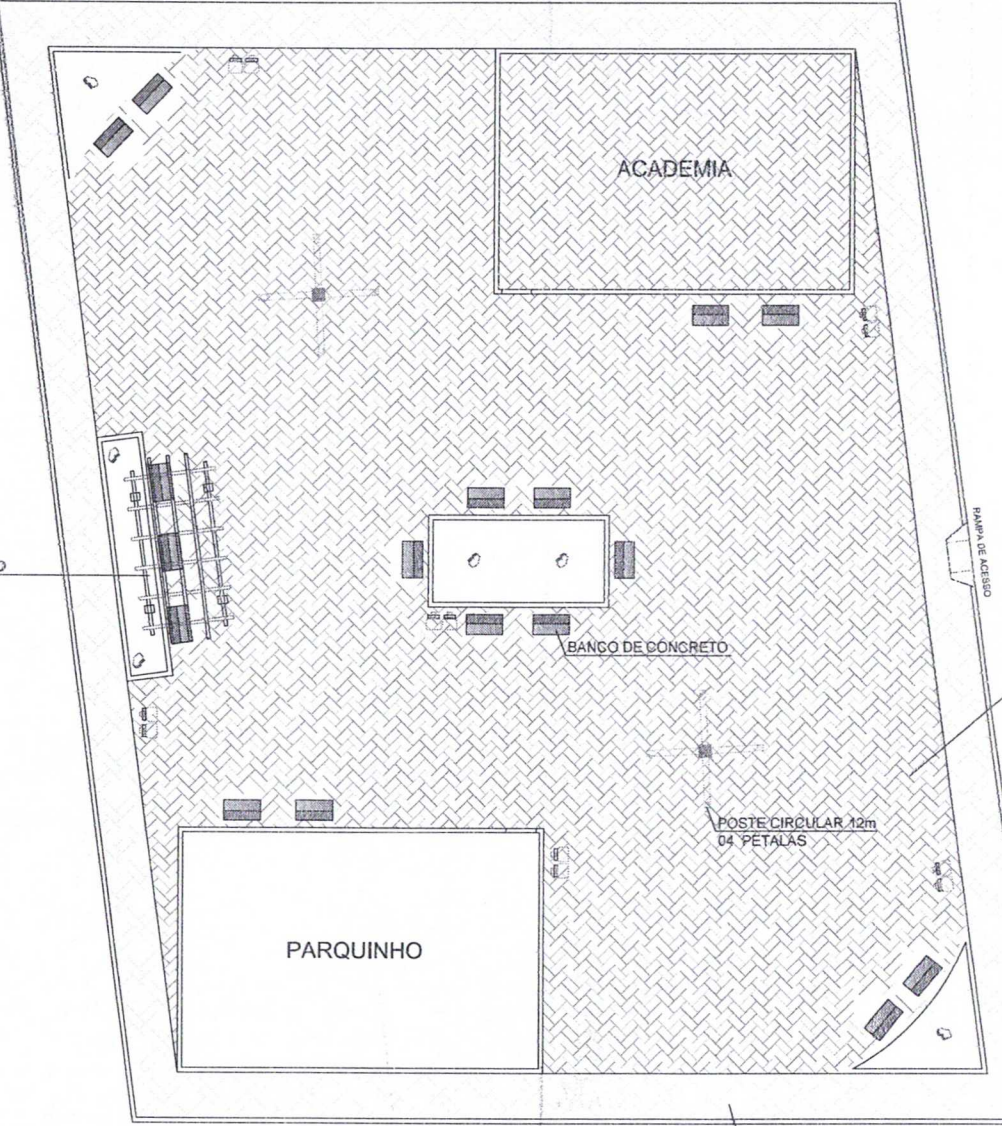 ACADEMIA
RAMPA DE ACESSO
BANCO DE CONCRETO
POSTE CIRCULAR 12m
04 PETALAS
PARQUINHO